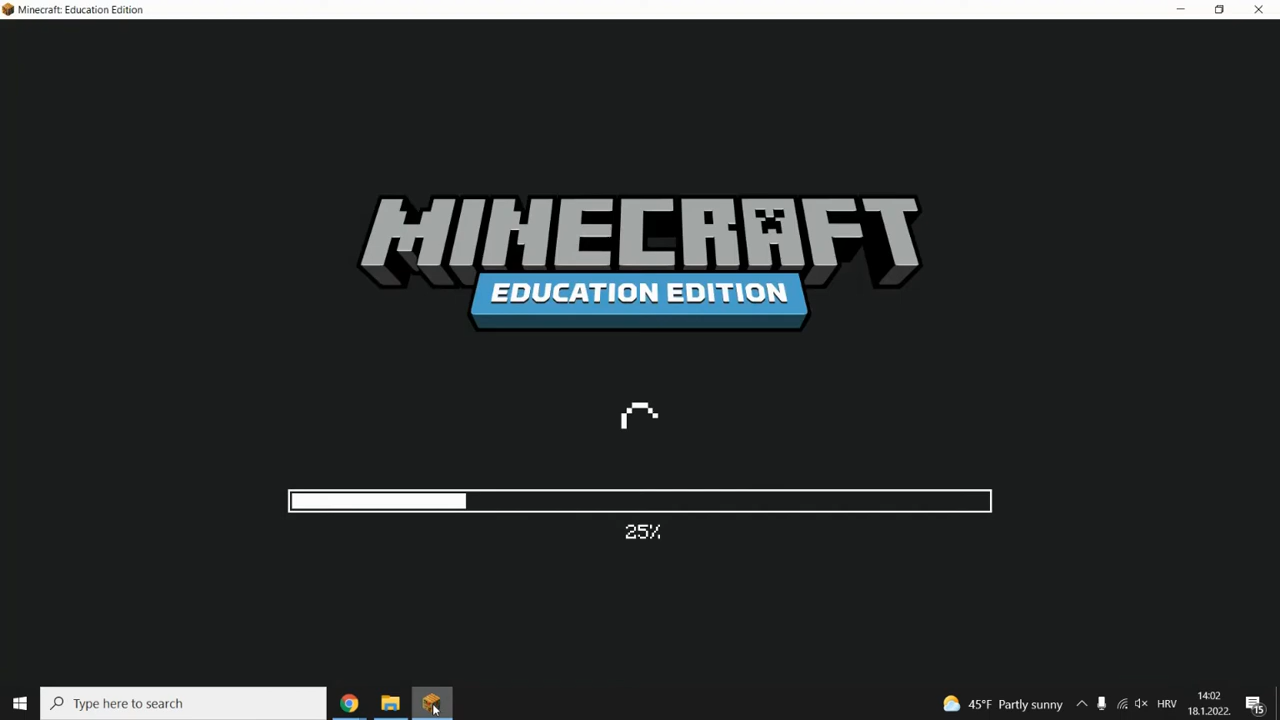 Minecraft: Education Edition
MINECRAFT
EDUCATION EDITION
25%
Type here to search
45°F Partly sunny
HRV
14:02
18.1.2022.
15